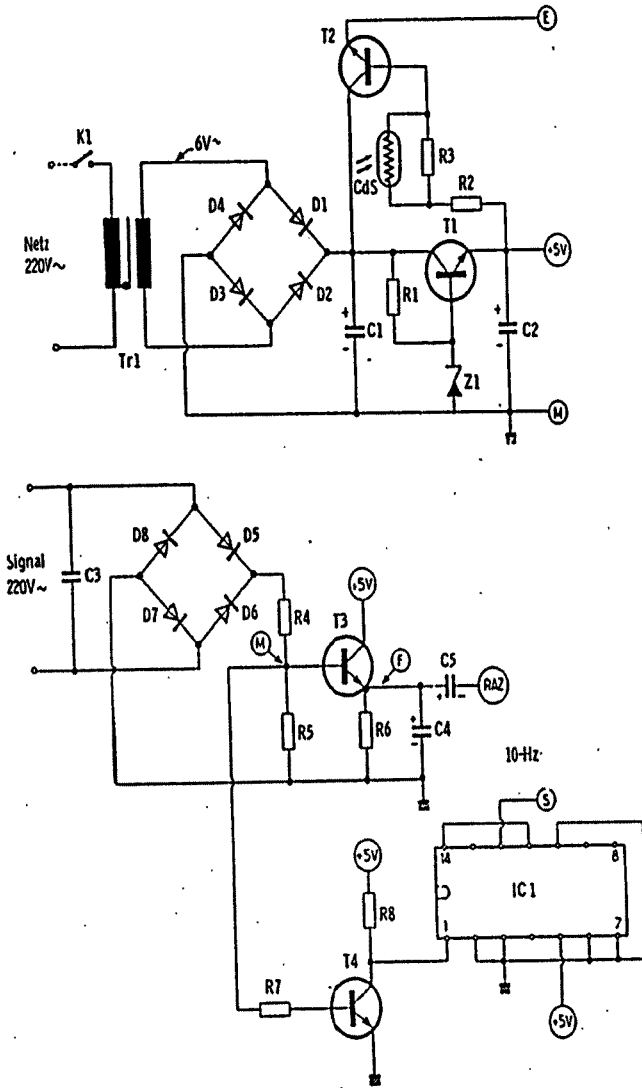 E
T2
K1
6V~
CdS
R3
R2
D4
D1
T1
Netz
220V~
+5V
D3
D2
R1
+
C1
-
+
C2
-
Tr1
Z1
M
Signal
220V~
C3
D8
D5
D7
D6
+5V
T3
R4
M
F
C5
+
-
RAZ
R5
R6
+
C4
-
10-Hz
S
+5V
14
8
IC1
R8
1
7
T4
R7
+5V